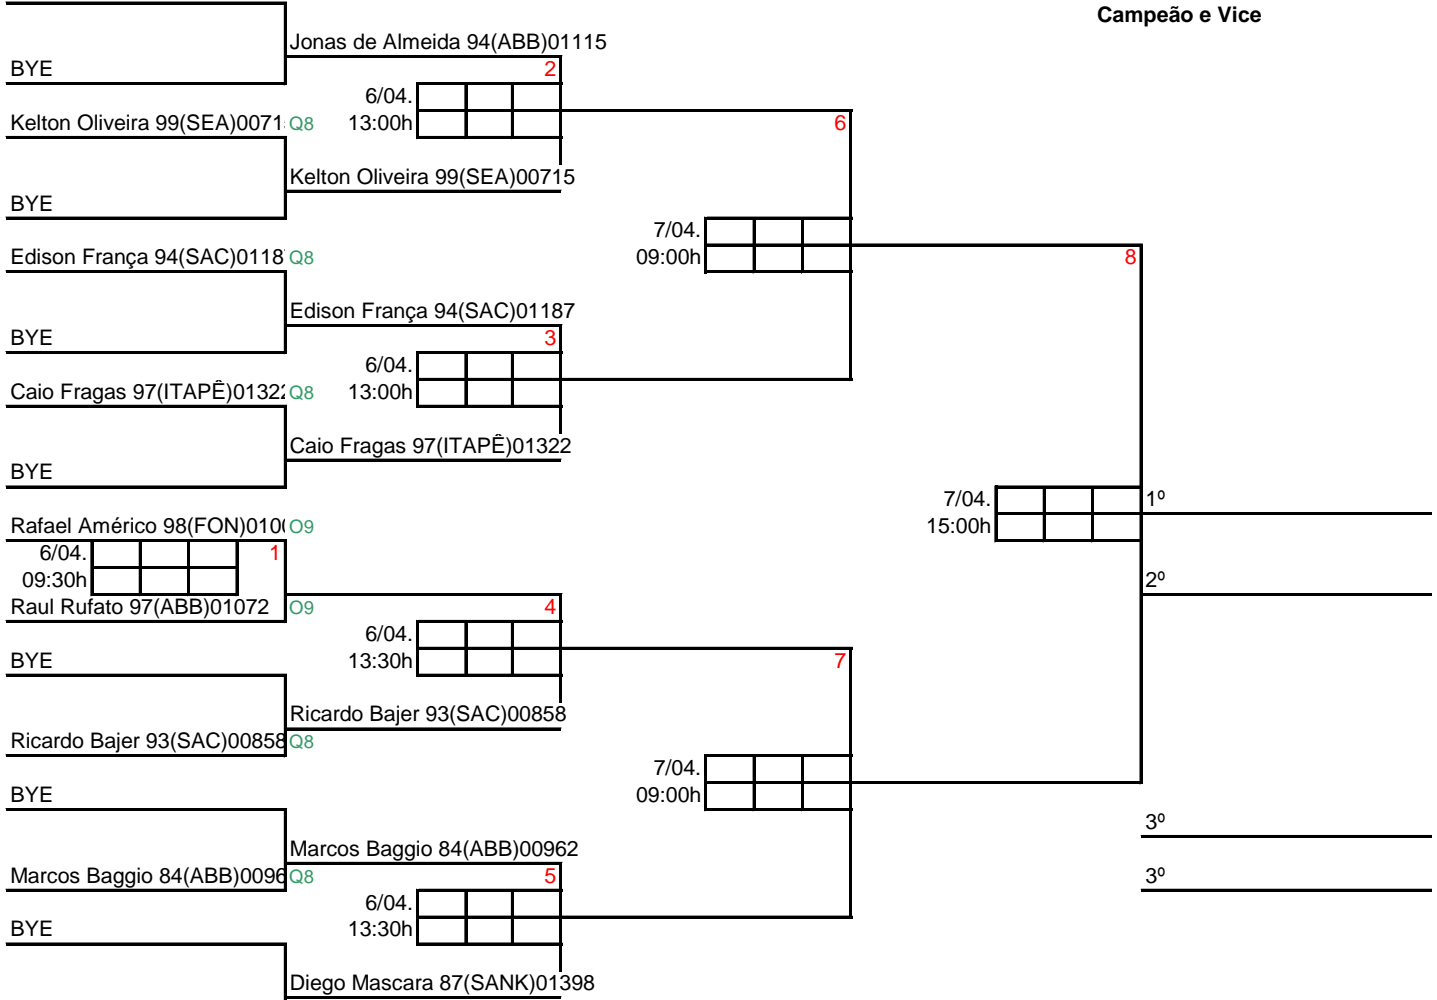 Campeão e Vice
Jonas de Almeida 94(ABB)01115
BYE
2
6/04.
13:00h
Kelton Oliveira 99(SEA)0071 Q8
6
Kelton Oliveira 99(SEA)00715
BYE
7/04.
09:00h
Edison França 94(SAC)0118 Q8
8
Edison França 94(SAC)01187
BYE
3
6/04.
13:00h
Caio Fragas 97(ITAPÊ)0132 Q8
Caio Fragas 97(ITAPÊ)01322
BYE
7/04.
15:00h
1º
Rafael Américo 98(FON)010 O9
6/04.
09:30h
1
2º
Raul Rufato 97(ABB)01072 O9
4
6/04.
13:30h
BYE
7
Ricardo Bajer 93(SAC)00858
Ricardo Bajer 93(SAC)00858 Q8
7/04.
09:00h
BYE
3º
Marcos Baggio 84(ABB)00962
Marcos Baggio 84(ABB)0096 Q8
5
3º
6/04.
13:30h
BYE
Diego Mascara 87(SANK)01398